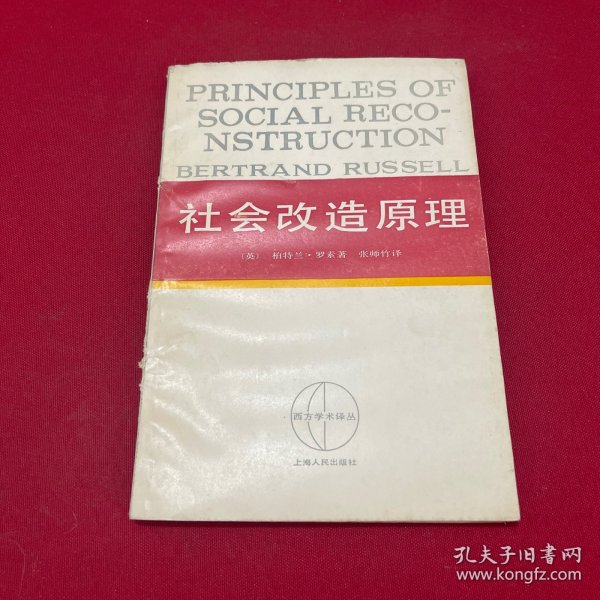 PRINCIPLES OF
SOCIAL RECO-
NSTRUCTION
BERTRAND RUSSELL
社会改造原理
〔英〕 柏特兰·罗素著 张师竹译
西方学术译丛
上海人民出版社
孔夫子旧书网
www.kongfz.com